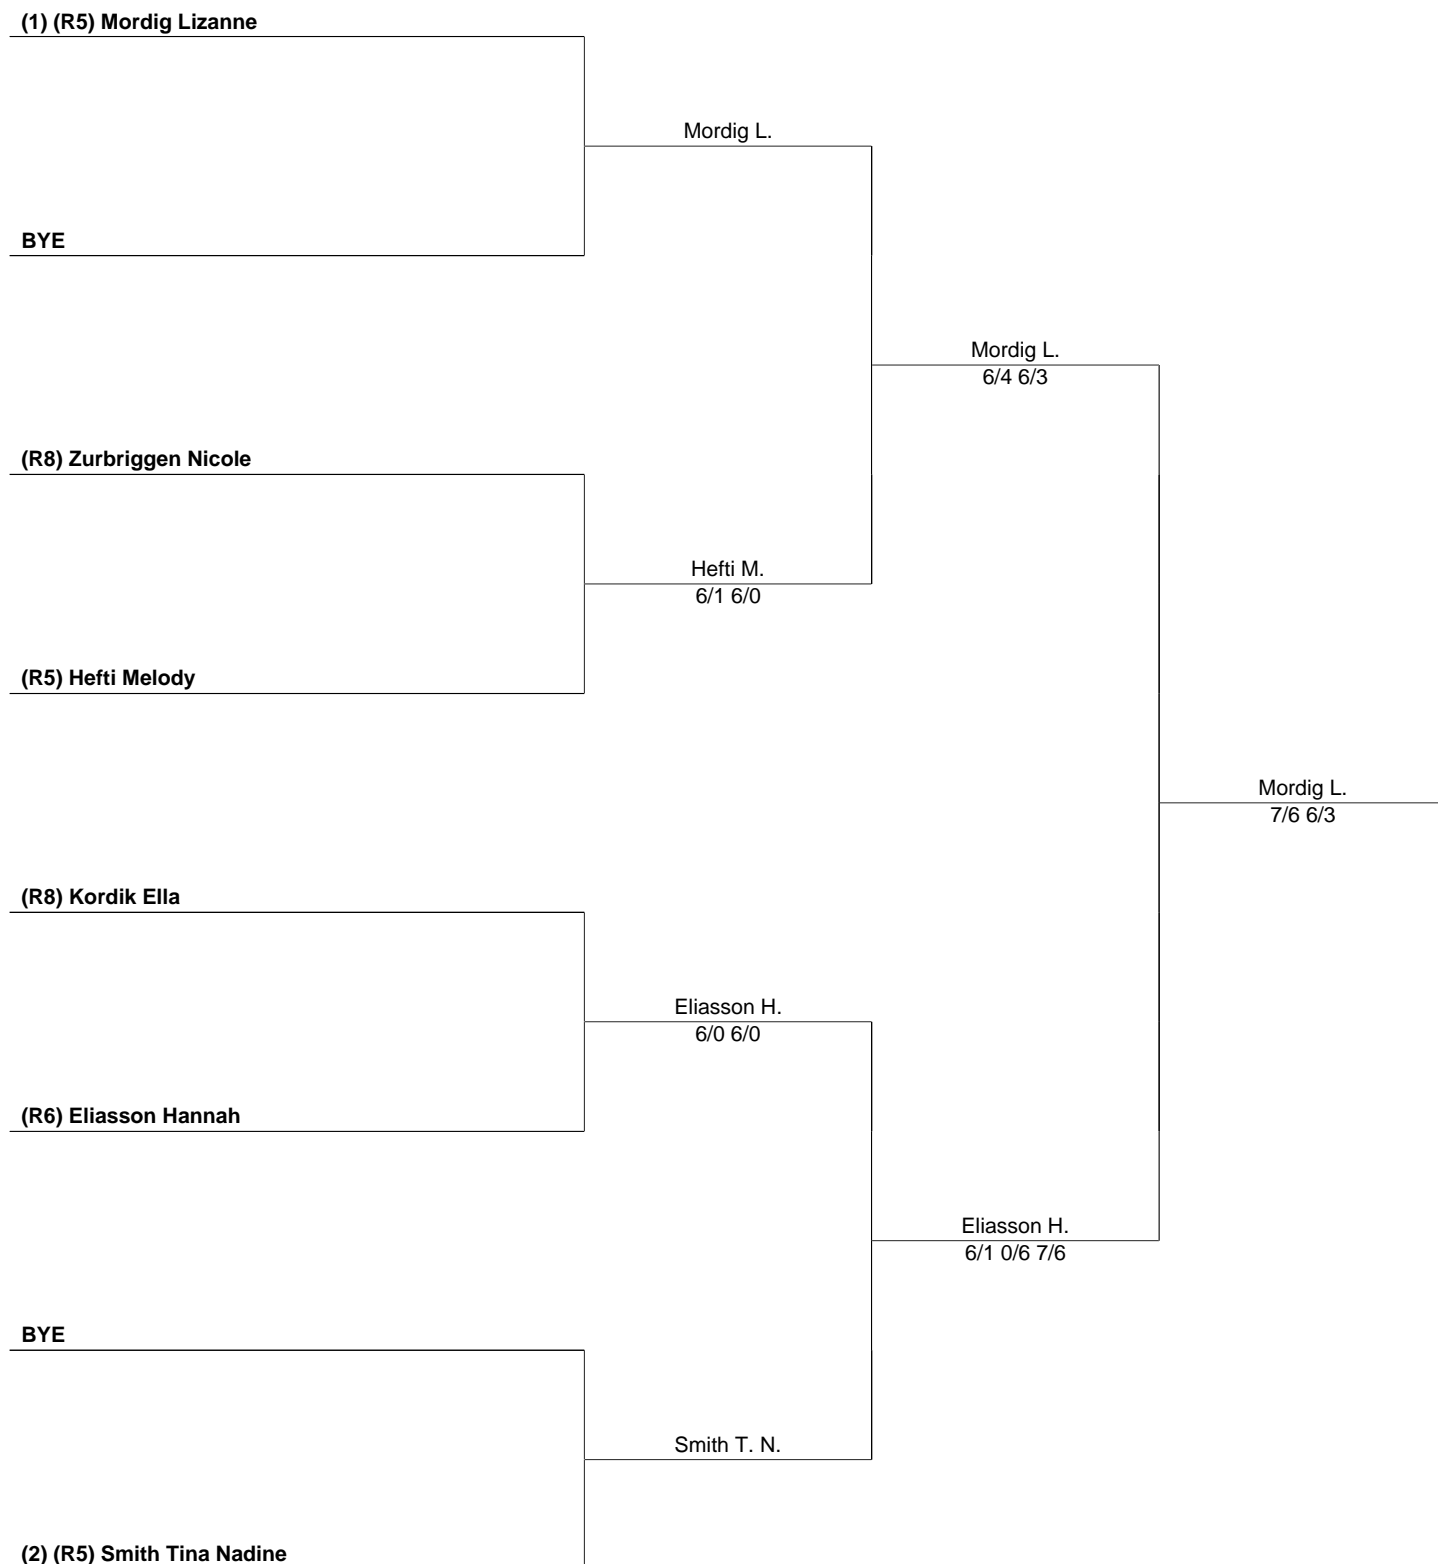 (1) (R5) Mordig Lizanne
Mordig L.
BYE
Mordig L.
6/4 6/3
(R8) Zurbriggen Nicole
Hefti M.
6/1 6/0
(R5) Hefti Melody
Mordig L.
7/6 6/3
(R8) Kordik Ella
Eliasson H.
6/0 6/0
(R6) Eliasson Hannah
Eliasson H.
6/1 0/6 7/6
BYE
Smith T. N.
(2) (R5) Smith Tina Nadine